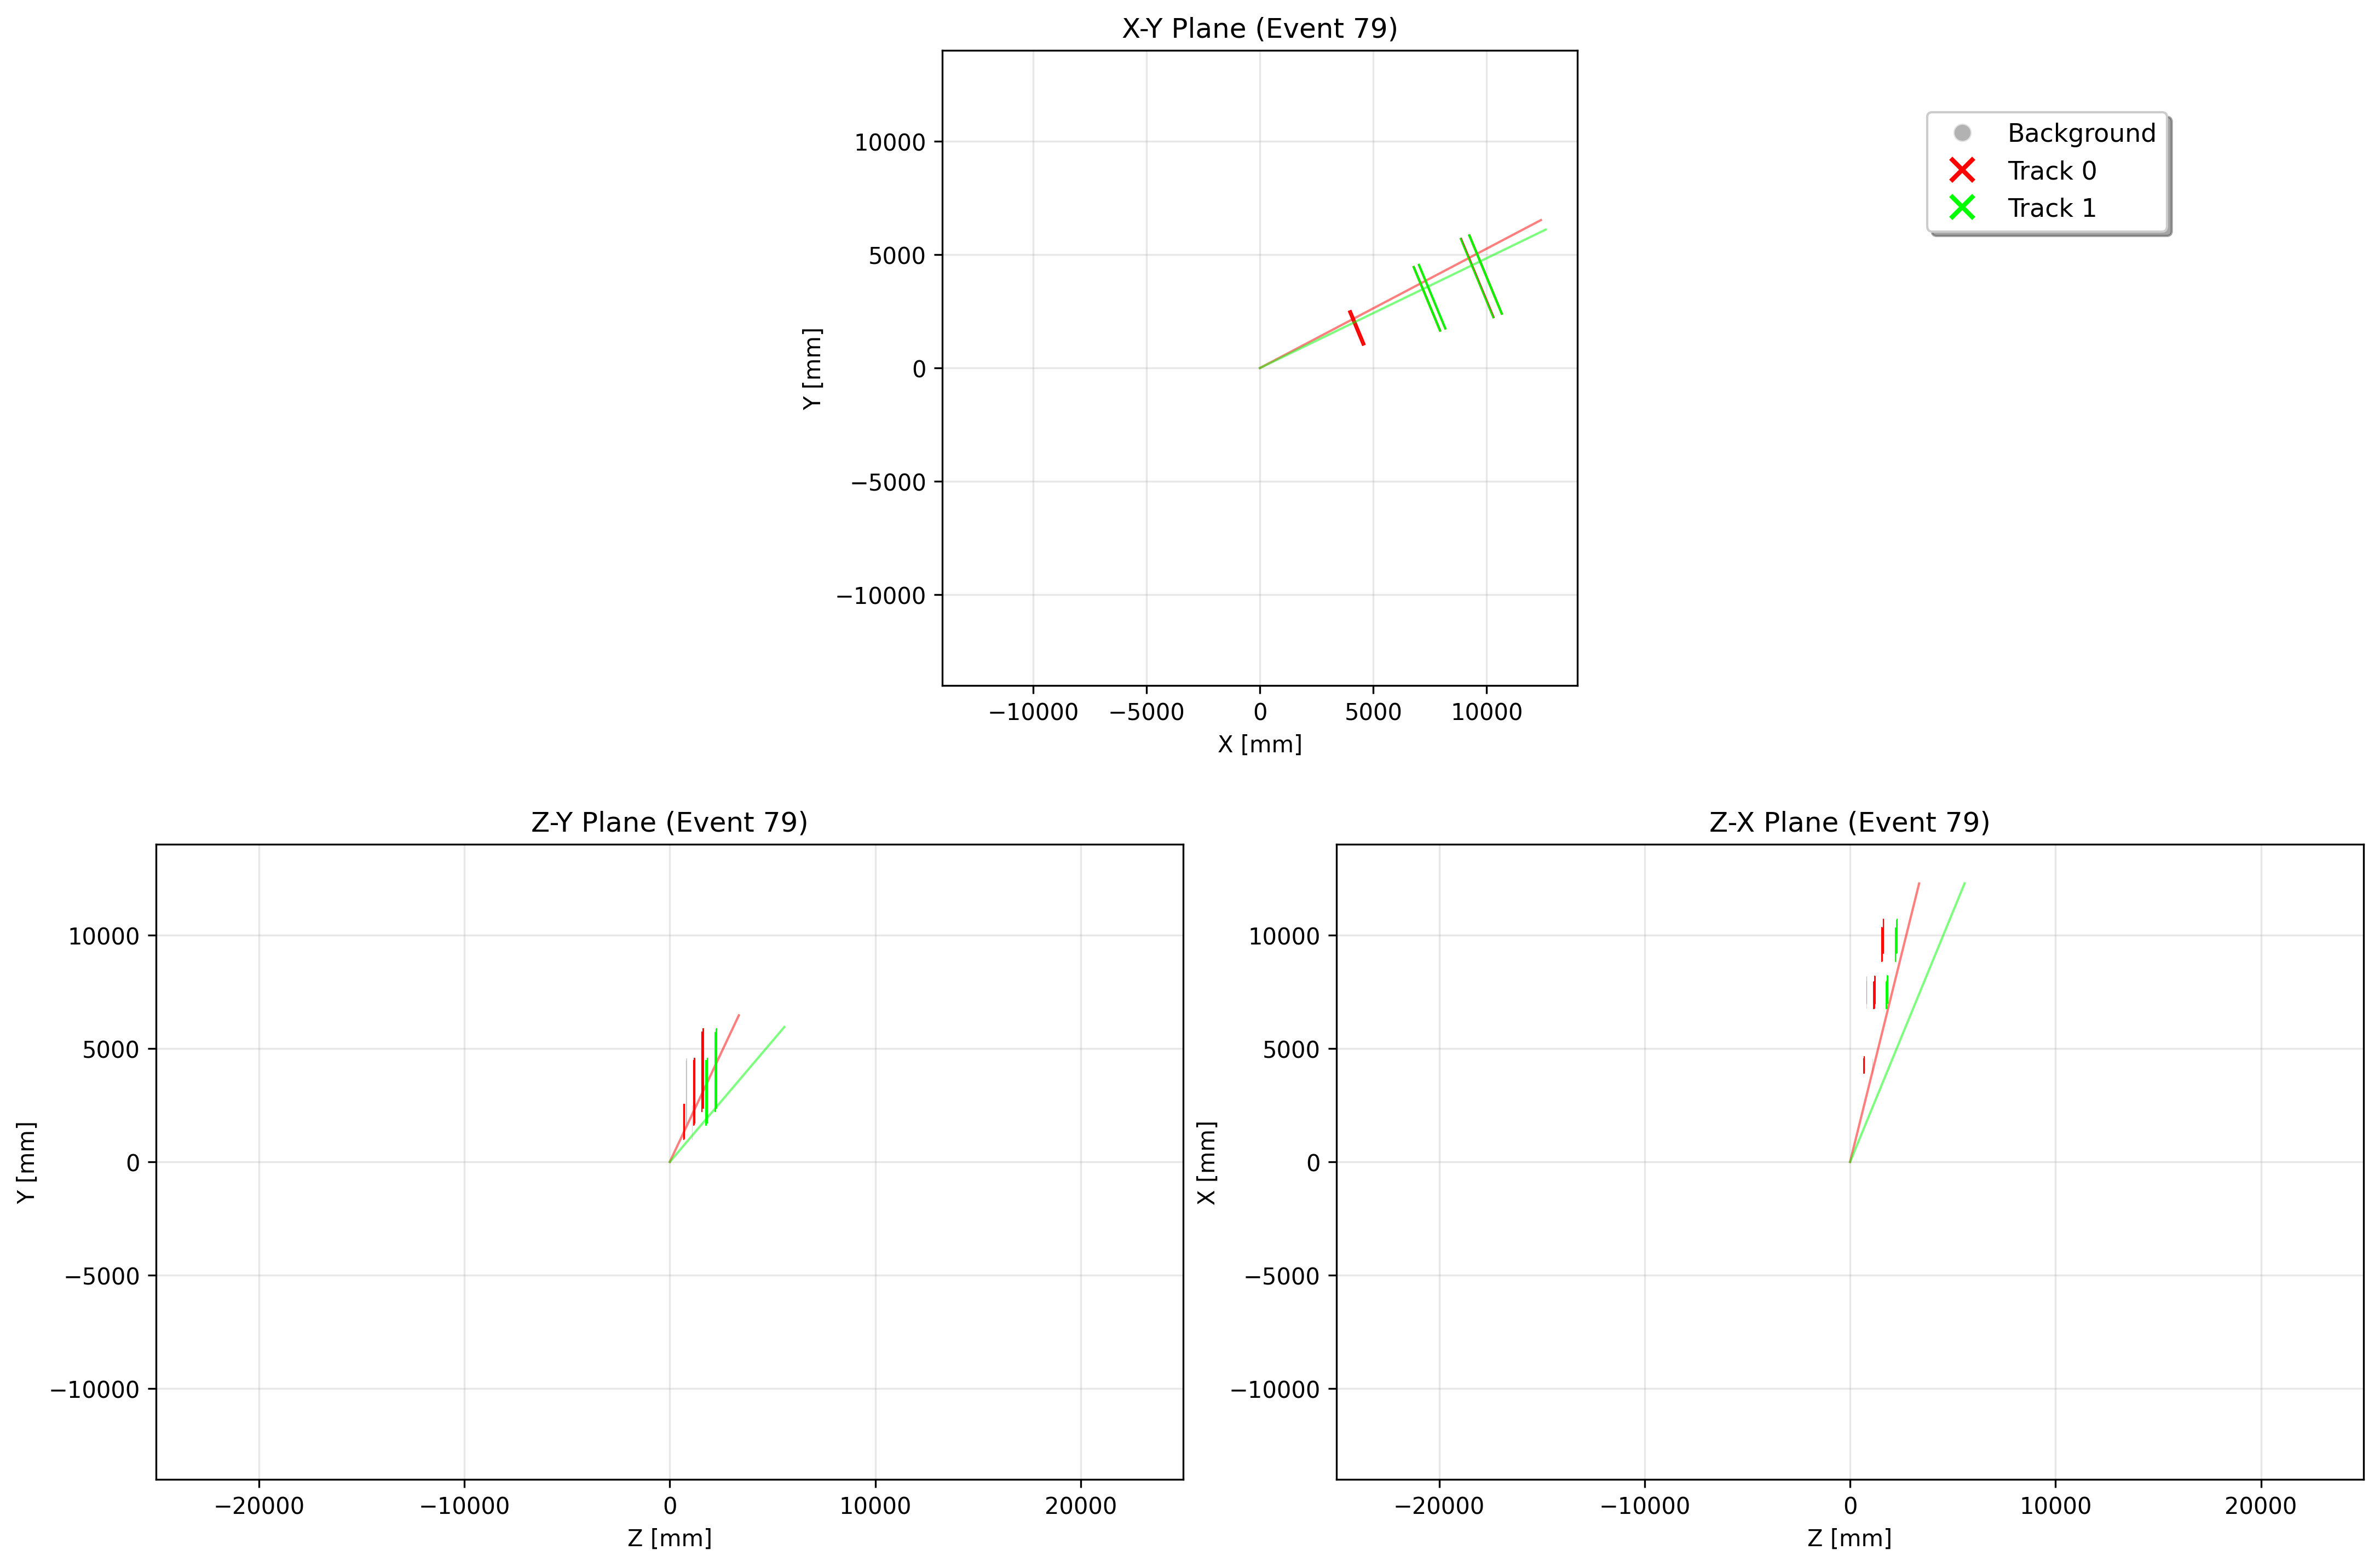 X-Y Plane (Event 79)
10000
5000
0
−5000
−10000
Y [mm]
−10000 −5000 0 5000 10000
X [mm]
Background
Track 0
Track 1
Z-Y Plane (Event 79)
10000
5000
0
−5000
−10000
Y [mm]
−20000 −10000 0 10000 20000
Z [mm]
Z-X Plane (Event 79)
10000
5000
0
−5000
−10000
X [mm]
−20000 −10000 0 10000 20000
Z [mm]